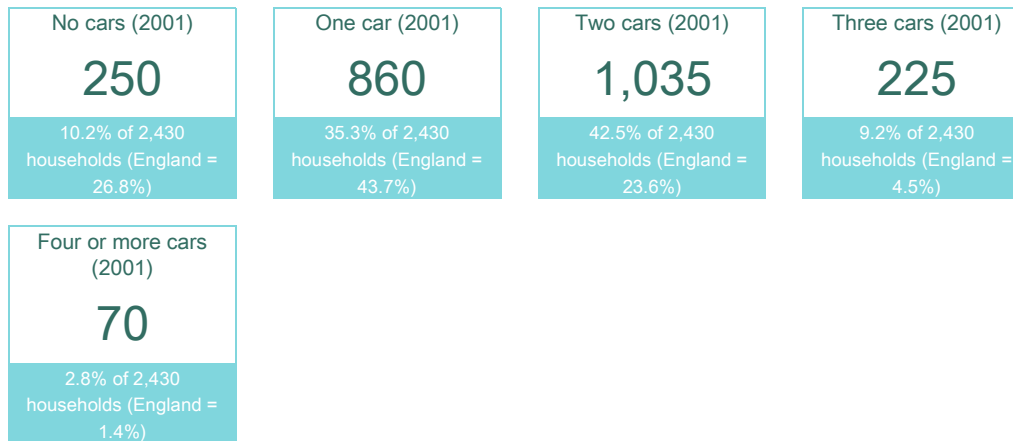 No cars (2001)
250
10.2% of 2,430
households (England =
26.8%)
One car (2001)
860
35.3% of 2,430
households (England =
43.7%)
Two cars (2001)
1,035
42.5% of 2,430
households (England =
23.6%)
Three cars (2001)
225
9.2% of 2,430
households (England =
4.5%)
Four or more cars
(2001)
70
2.8% of 2,430
households (England =
1.4%)